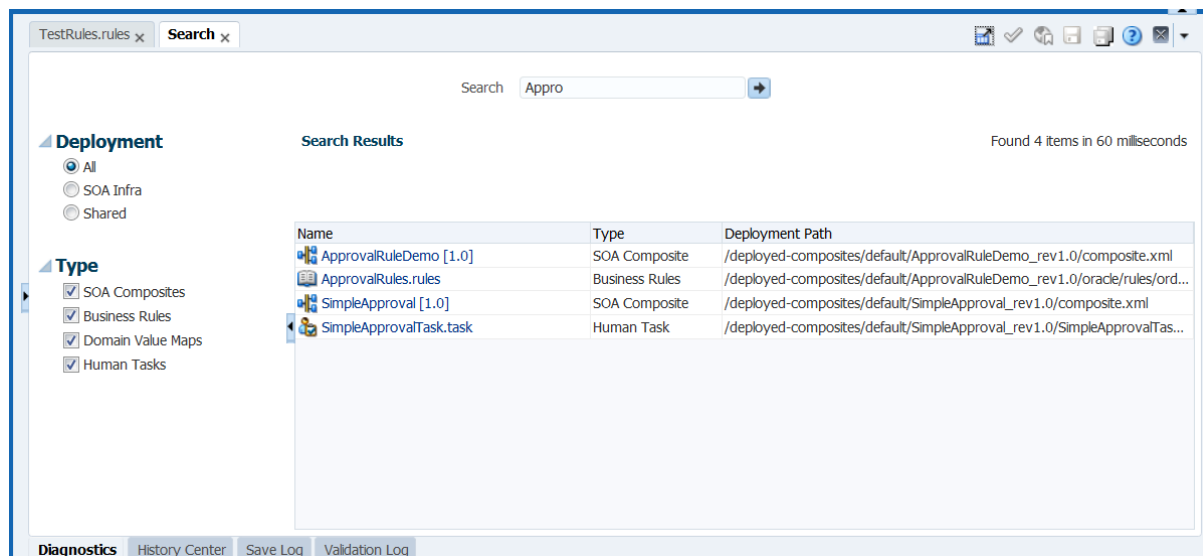 TestRules.rules x Search x
Search Appro
Deployment
Search Results
Found 4 items in 60 milliseconds
All
SOA Infra
Shared
Name Type Deployment Path
ApprovalRuleDemo [1.0] SOA Composite /deployed-composites/default/ApprovalRuleDemo_rev1.0/composite.xml
ApprovalRules.rules Business Rules /deployed-composites/default/ApprovalRuleDemo_rev1.0/oracle/rules/ord...
SimpleApproval [1.0] SOA Composite /deployed-composites/default/SimpleApproval_rev1.0/composite.xml
SimpleApprovalTask.task Human Task /deployed-composites/default/SimpleApproval_rev1.0/SimpleApprovalTas...
Type
SOA Composites
Business Rules
Domain Value Maps
Human Tasks
Diagnostics History Center Save Log Validation Log